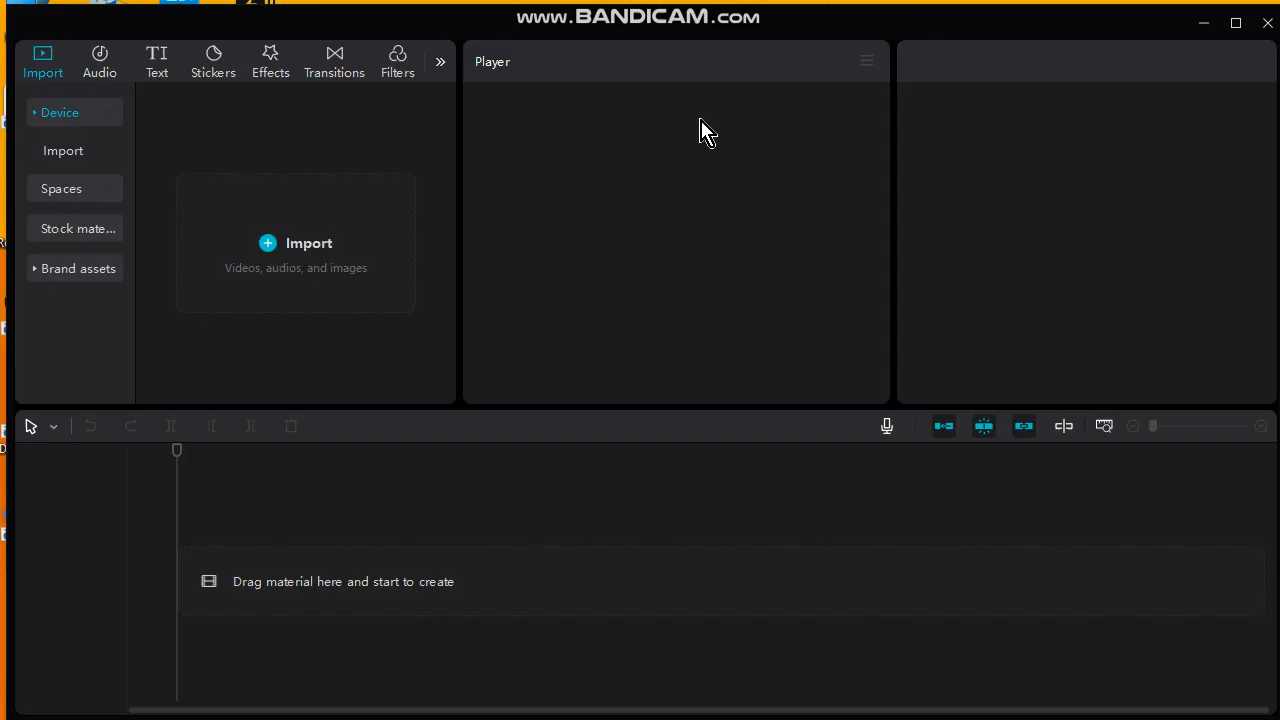 www.BANDICAM.com
Import
Audio
TI
Text
Stickers
Effects
Transitions
Filters
Player
Device
Import
Spaces
Stock mate...
Brand assets
Import
Videos, audios, and images
Drag material here and start to create